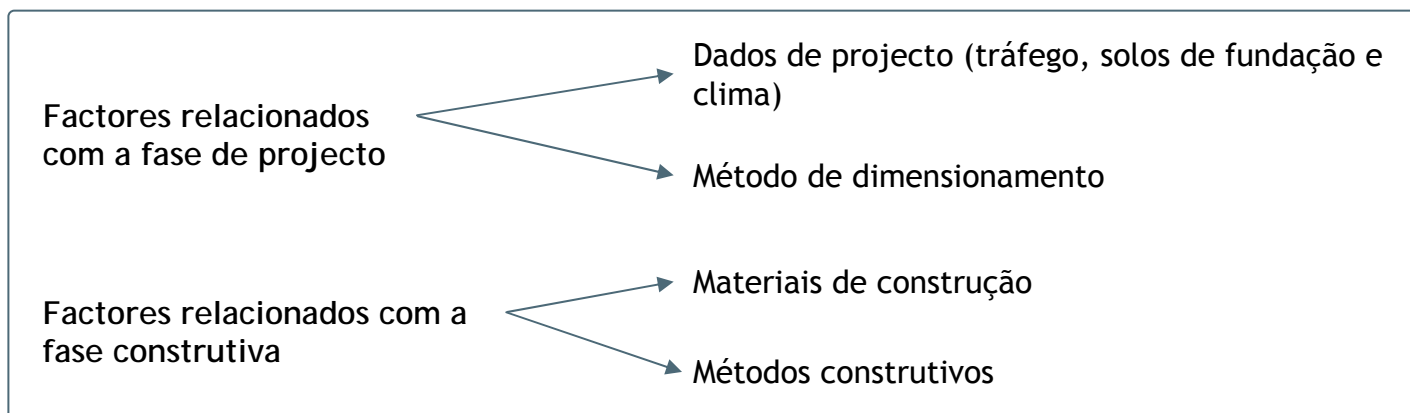 Factores relacionados
com a fase de projecto
Dados de projecto (tráfego, solos de fundação e
clima)
Método de dimensionamento
Factores relacionados com a
fase construtiva
Materiais de construção
Métodos construtivos